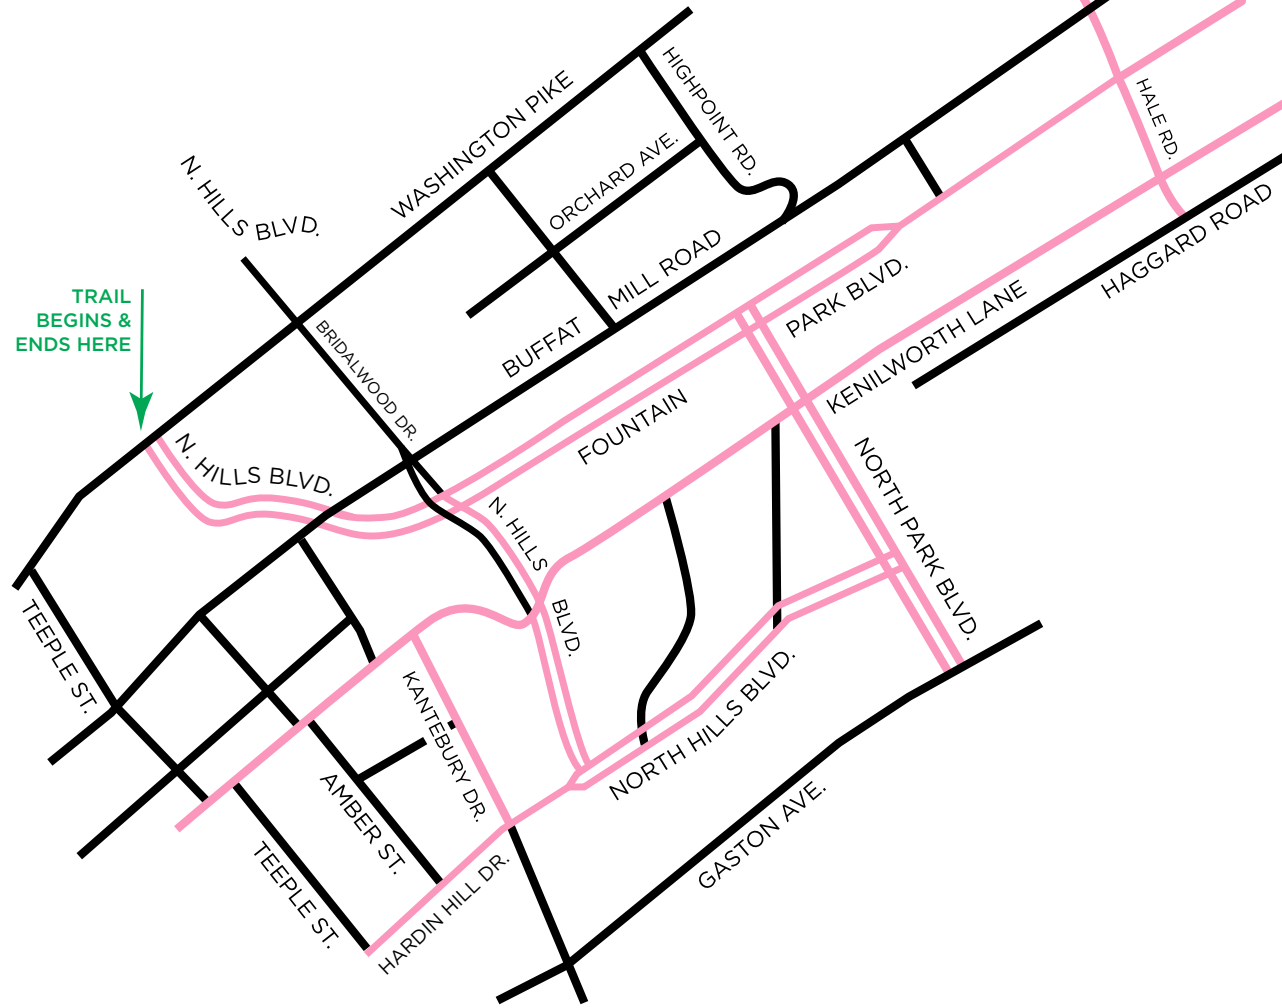 HIGHPOINT RD.
WASHINGTON PIKE
HALE RD.
ORCHARD AVE.
N. HILLS BLVD.
HAGGARD ROAD
BUFFAT MILL ROAD
PARK BLVD.
TRAIL
BEGINS &
ENDS HERE
KENILWORTH LANE
BRIDALWOOD DR.
FOUNTAIN
N. HILLS BLVD.
NORTH PARK BLVD.
N. HILLS BLVD.
TEEPLE ST.
KANTEBURY DR.
NORTH HILLS BLVD.
AMBER ST.
GASTON AVE.
TEEPLE ST.
HARDIN HILL DR.